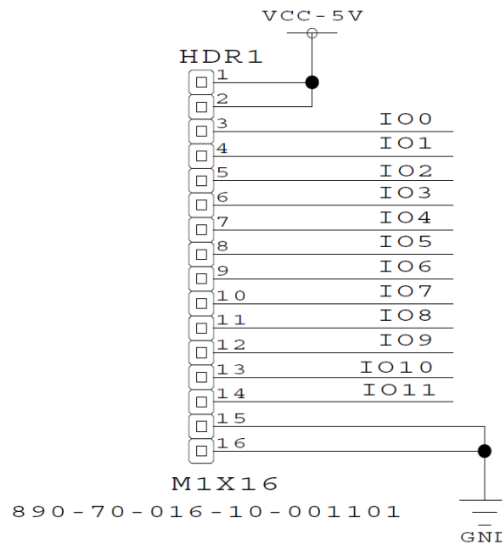 VCC-5V
HDR1
1
2
3 IO0
4 IO1
5 IO2
6 IO3
7 IO4
8 IO5
9 IO6
10 IO7
11 IO8
12 IO9
13 IO10
14 IO11
15
16
M1X16
890-70-016-10-001101
GND